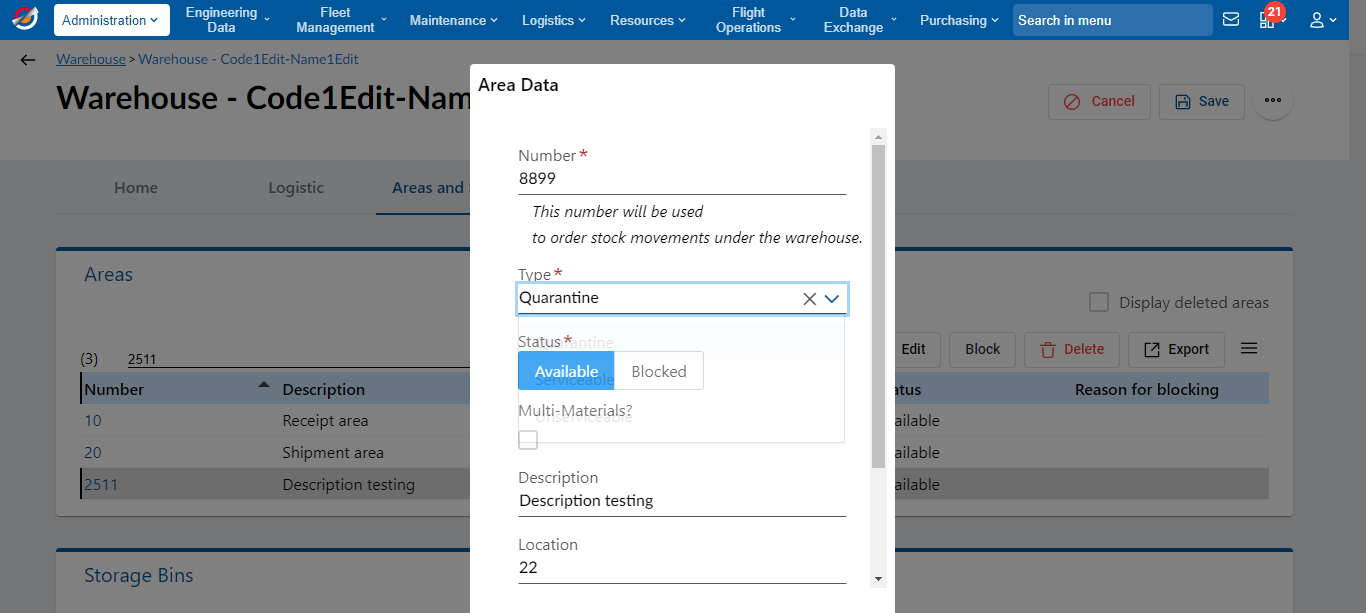 Administration
Engineering
Data
Fleet
Management
Maintenance
Logistics
Resources
Flight
Operations
Data
Exchange
Purchasing
Search in menu
21
Warehouse > Warehouse - Code1Edit-Name1Edit
Warehouse - Code1Edit-Nam
Cancel
Save
Home
Logistic
Areas and
Areas
Display deleted areas
(3) 2511
Edit
Block
Delete
Export
Number Description atus Reason for blocking
10 Receipt area ailable
20 Shipment area ailable
2511 Description testing ailable
Storage Bins
Area Data
Number*
8899
This number will be used
to order stock movements under the warehouse.
Type*
Quarantine
Quarantine
Status*
Available Blocked
Serviceable
Multi-Materials?
Unserviceable
Description
Description testing
Location
22